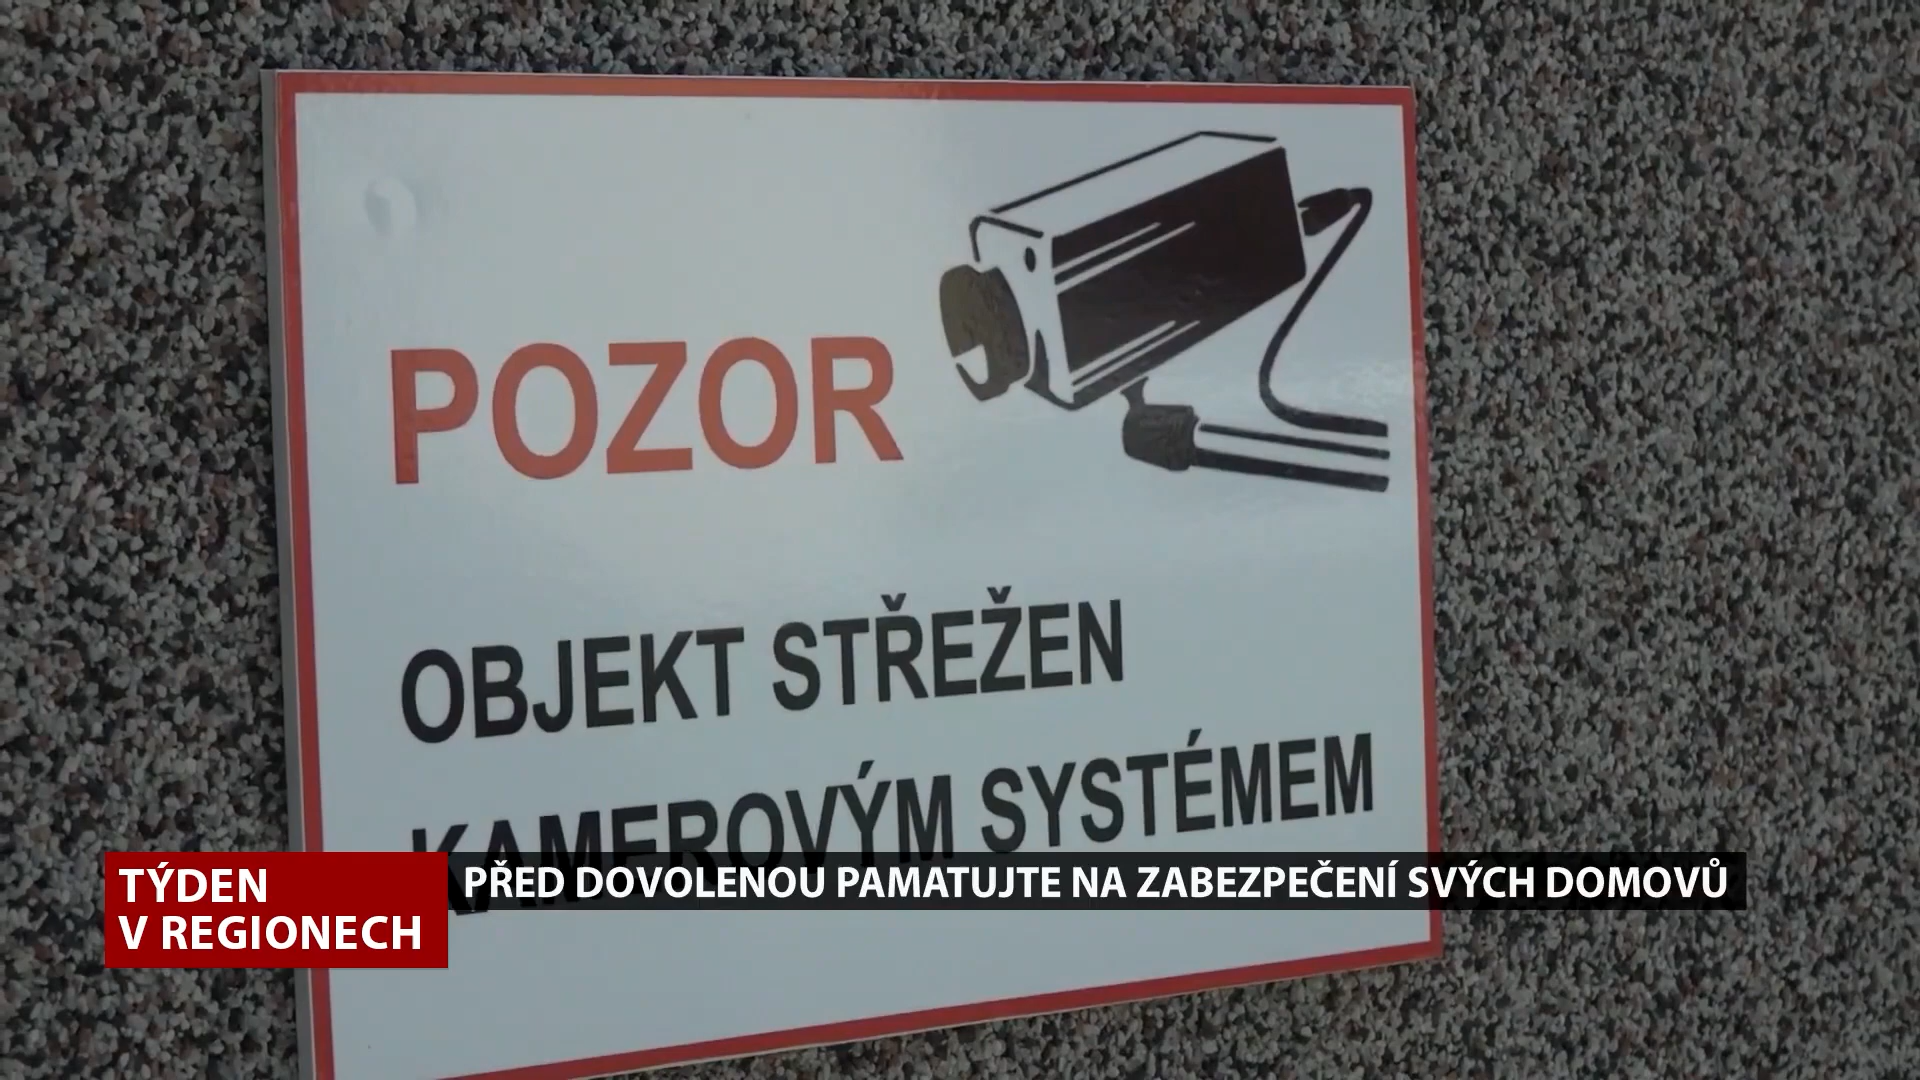 POZOR
OBJEKT STŘEŽEN
KAMEROVÝM SYSTÉMEM
TÝDEN
V REGIONECH
PŘED DOVOLENOU PAMATUJTE NA ZABEZPEČENÍ SVÝCH DOMOVŮ